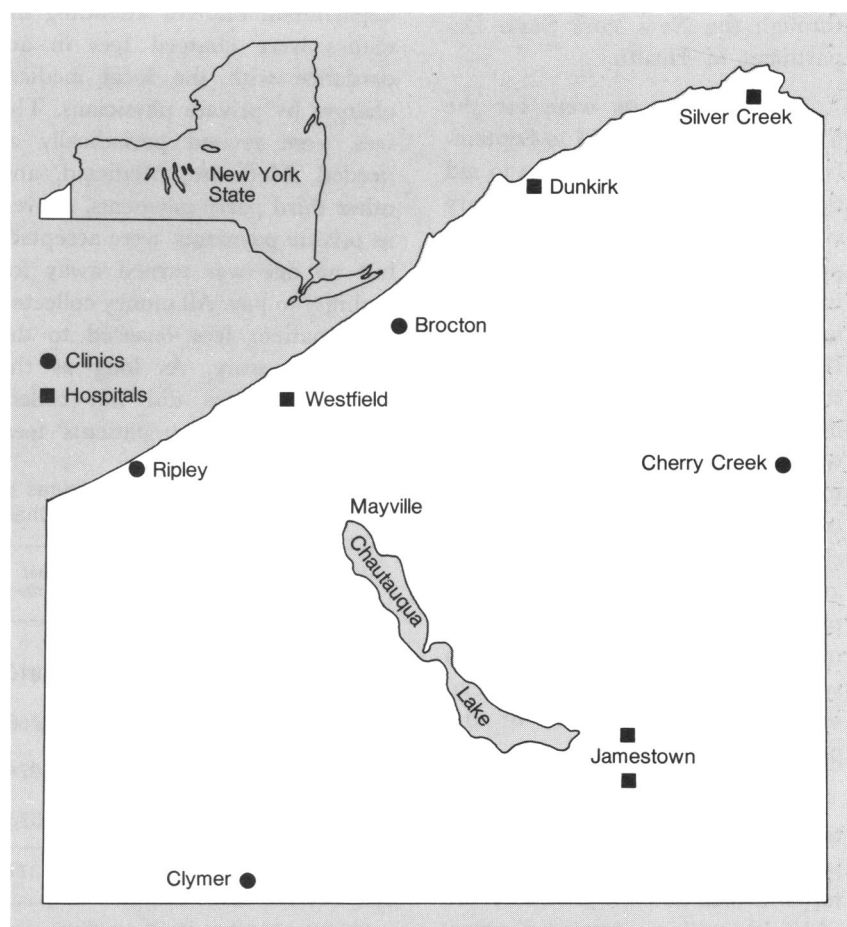 New York
State
Silver Creek
Dunkirk
Brocton
Clinics
Hospitals
Westfield
Ripley
Cherry Creek
Mayville
Chautauqua
Lake
Jamestown
Clymer